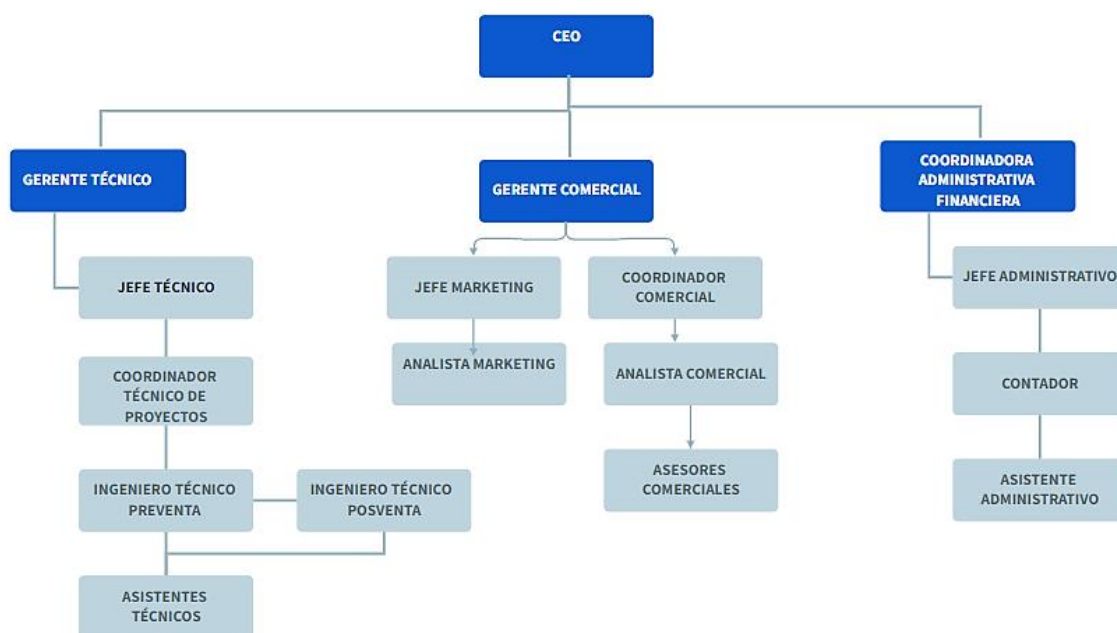 CEO
GERENTE TÉCNICO
GERENTE COMERCIAL
COORDINADORA
ADMINISTRATIVA
FINANCIERA
JEFE TÉCNICO
JEFE MARKETING
COORDINADOR
COMERCIAL
JEFE ADMINISTRATIVO
COORDINADOR
TÉCNICO DE
PROYECTOS
ANALISTA MARKETING
ANALISTA COMERCIAL
CONTADOR
INGENIERO TÉCNICO
PREVENTA
INGENIERO TÉCNICO
POSVENTA
ASESORES
COMERCIALES
ASISTENTE
ADMINISTRATIVO
ASISTENTES
TÉCNICOS